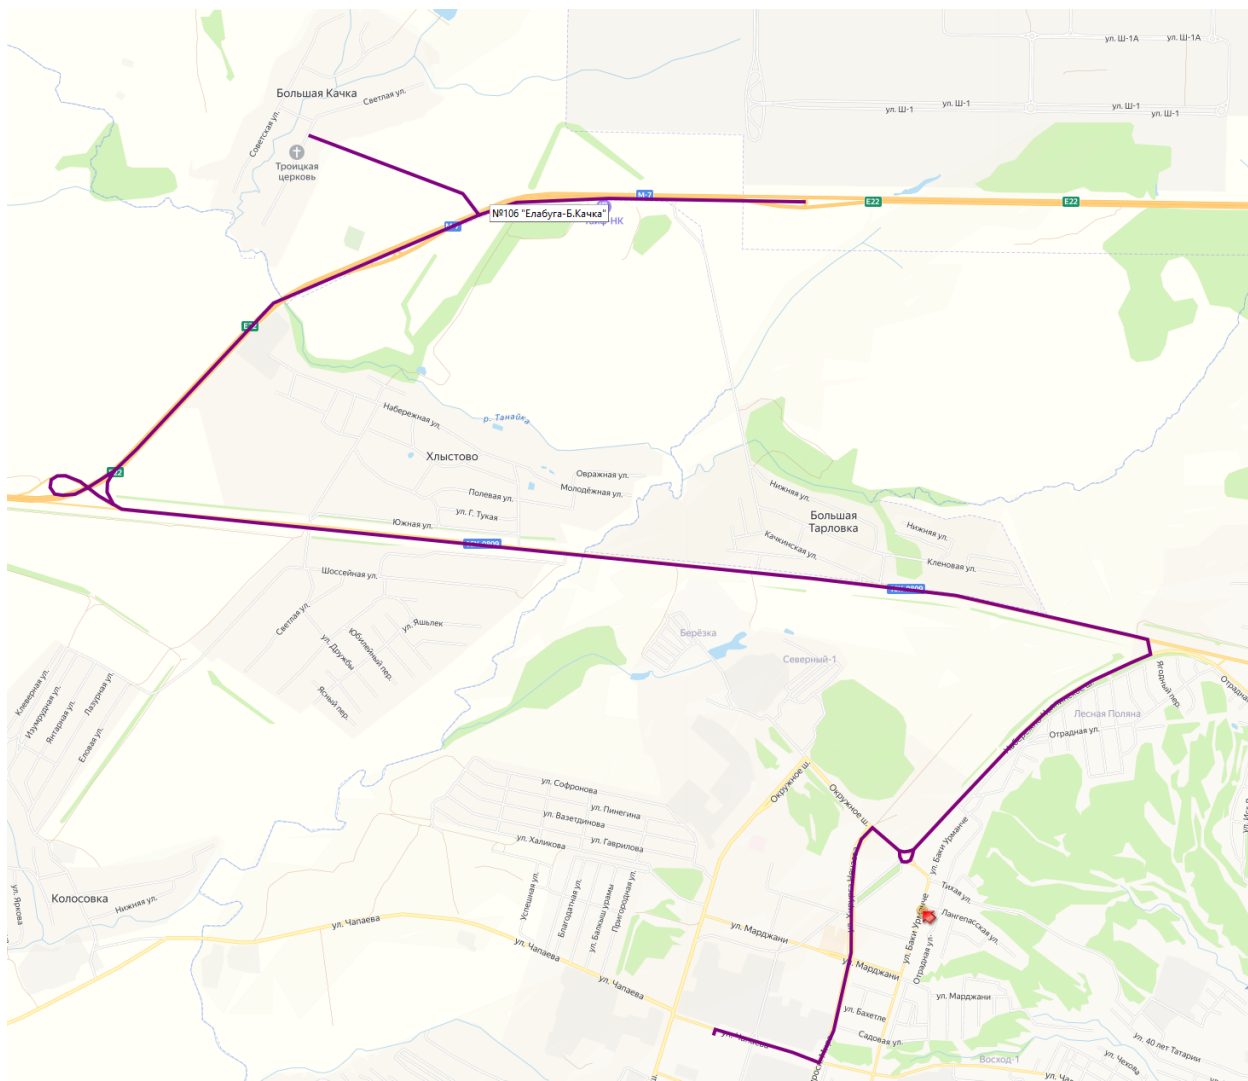 ул. Ш-1А
ул. Ш-1А
Большая Качка
Светлая ул.
Советская ул.
ул. Ш-1
ул. Ш-1
ул. Ш-1
ул. Ш-1
Троицкая
церковь
М-7
E22
E22
№106 "Елабуга-Б.Качка"
Набережная ул.
р. Танайка
Хлыстово
Овражная ул.
Молодёжная ул.
Полевая ул.
ул. Г. Тукая
Южная ул.
Нижняя ул.
Большая
Тарловка
Нижняя ул.
Качкинская ул.
Кленовая ул.
Шоссейная ул.
Светлая ул.
ул. Яшьлек
Юбилейный пер.
ул. Дружбы
Ясный пер.
Берёзка
Северный-1
Клеверная ул.
Изумрудная ул.
Янтарная ул.
Лазурная ул.
Еловая ул.
Ягодный пер.
Отрадная
Лесная Поляна
Отрадная ул.
Окружное ш.
Окружное ш.
ул. Софронова
ул. Пинегина
ул. Вазетдинова
ул. Гаврилова
ул. Халикова
ул. Баки Урманче
Тихая ул.
Лангепасская ул.
ул. Баки Урманче
Отрадная ул.
Колосовка
Нижняя ул.
ул. Яркова
Успешная ул.
Благодатная ул.
ул. Балкыш урамы
Пригородная ул.
ул. Чапаева
ул. Чапаева
ул. Чапаева
ул. Марджани
ул. Марджани
ул. Марджани
ул. Бахетле
Садовая ул.
ул. 40 лет Татарии
Восход-1
ул. Чехова
ул. Чапаева